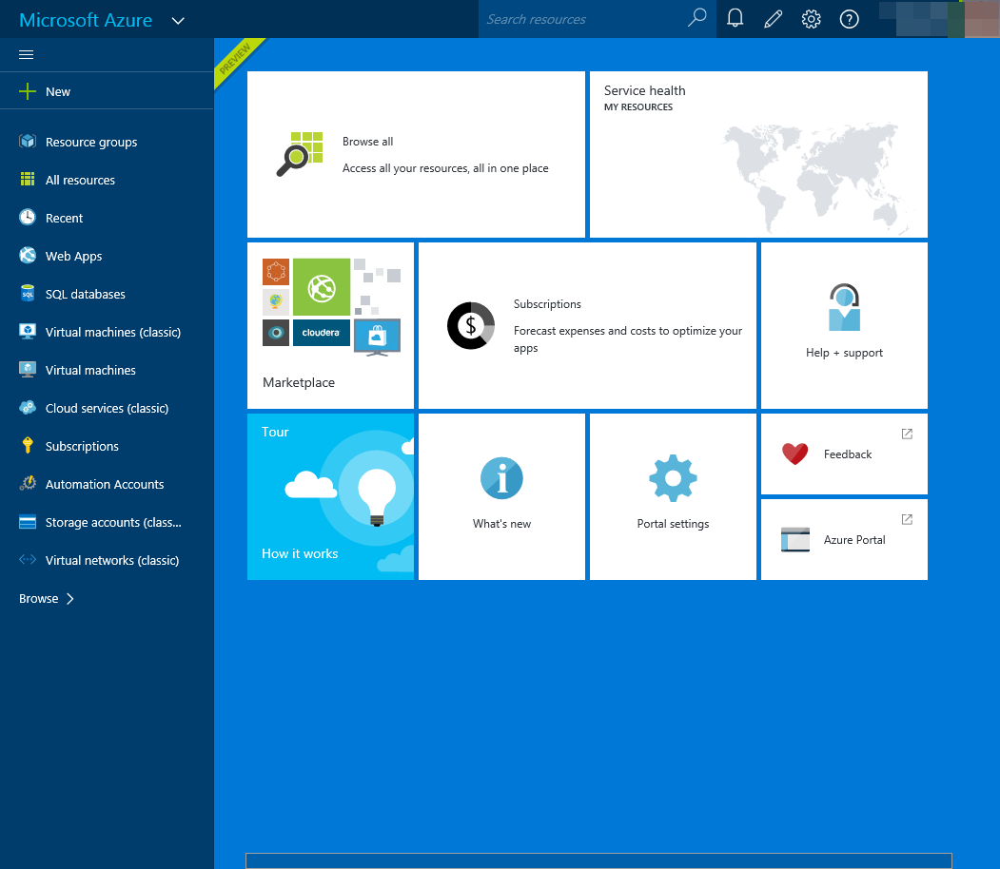 Microsoft Azure
Search resources
PREVIEW
New
Resource groups
All resources
Recent
Web Apps
SQL databases
SQL
Virtual machines (classic)
Virtual machines
Cloud services (classic)
Subscriptions
Automation Accounts
Storage accounts (class...
Virtual networks (classic)
Browse
Browse all
Access all your resources, all in one place
Service health
MY RESOURCES
cloudera
Marketplace
$
Subscriptions
Forecast expenses and costs to optimize your
apps
Help + support
Tour
How it works
What's new
Portal settings
Feedback
Azure Portal